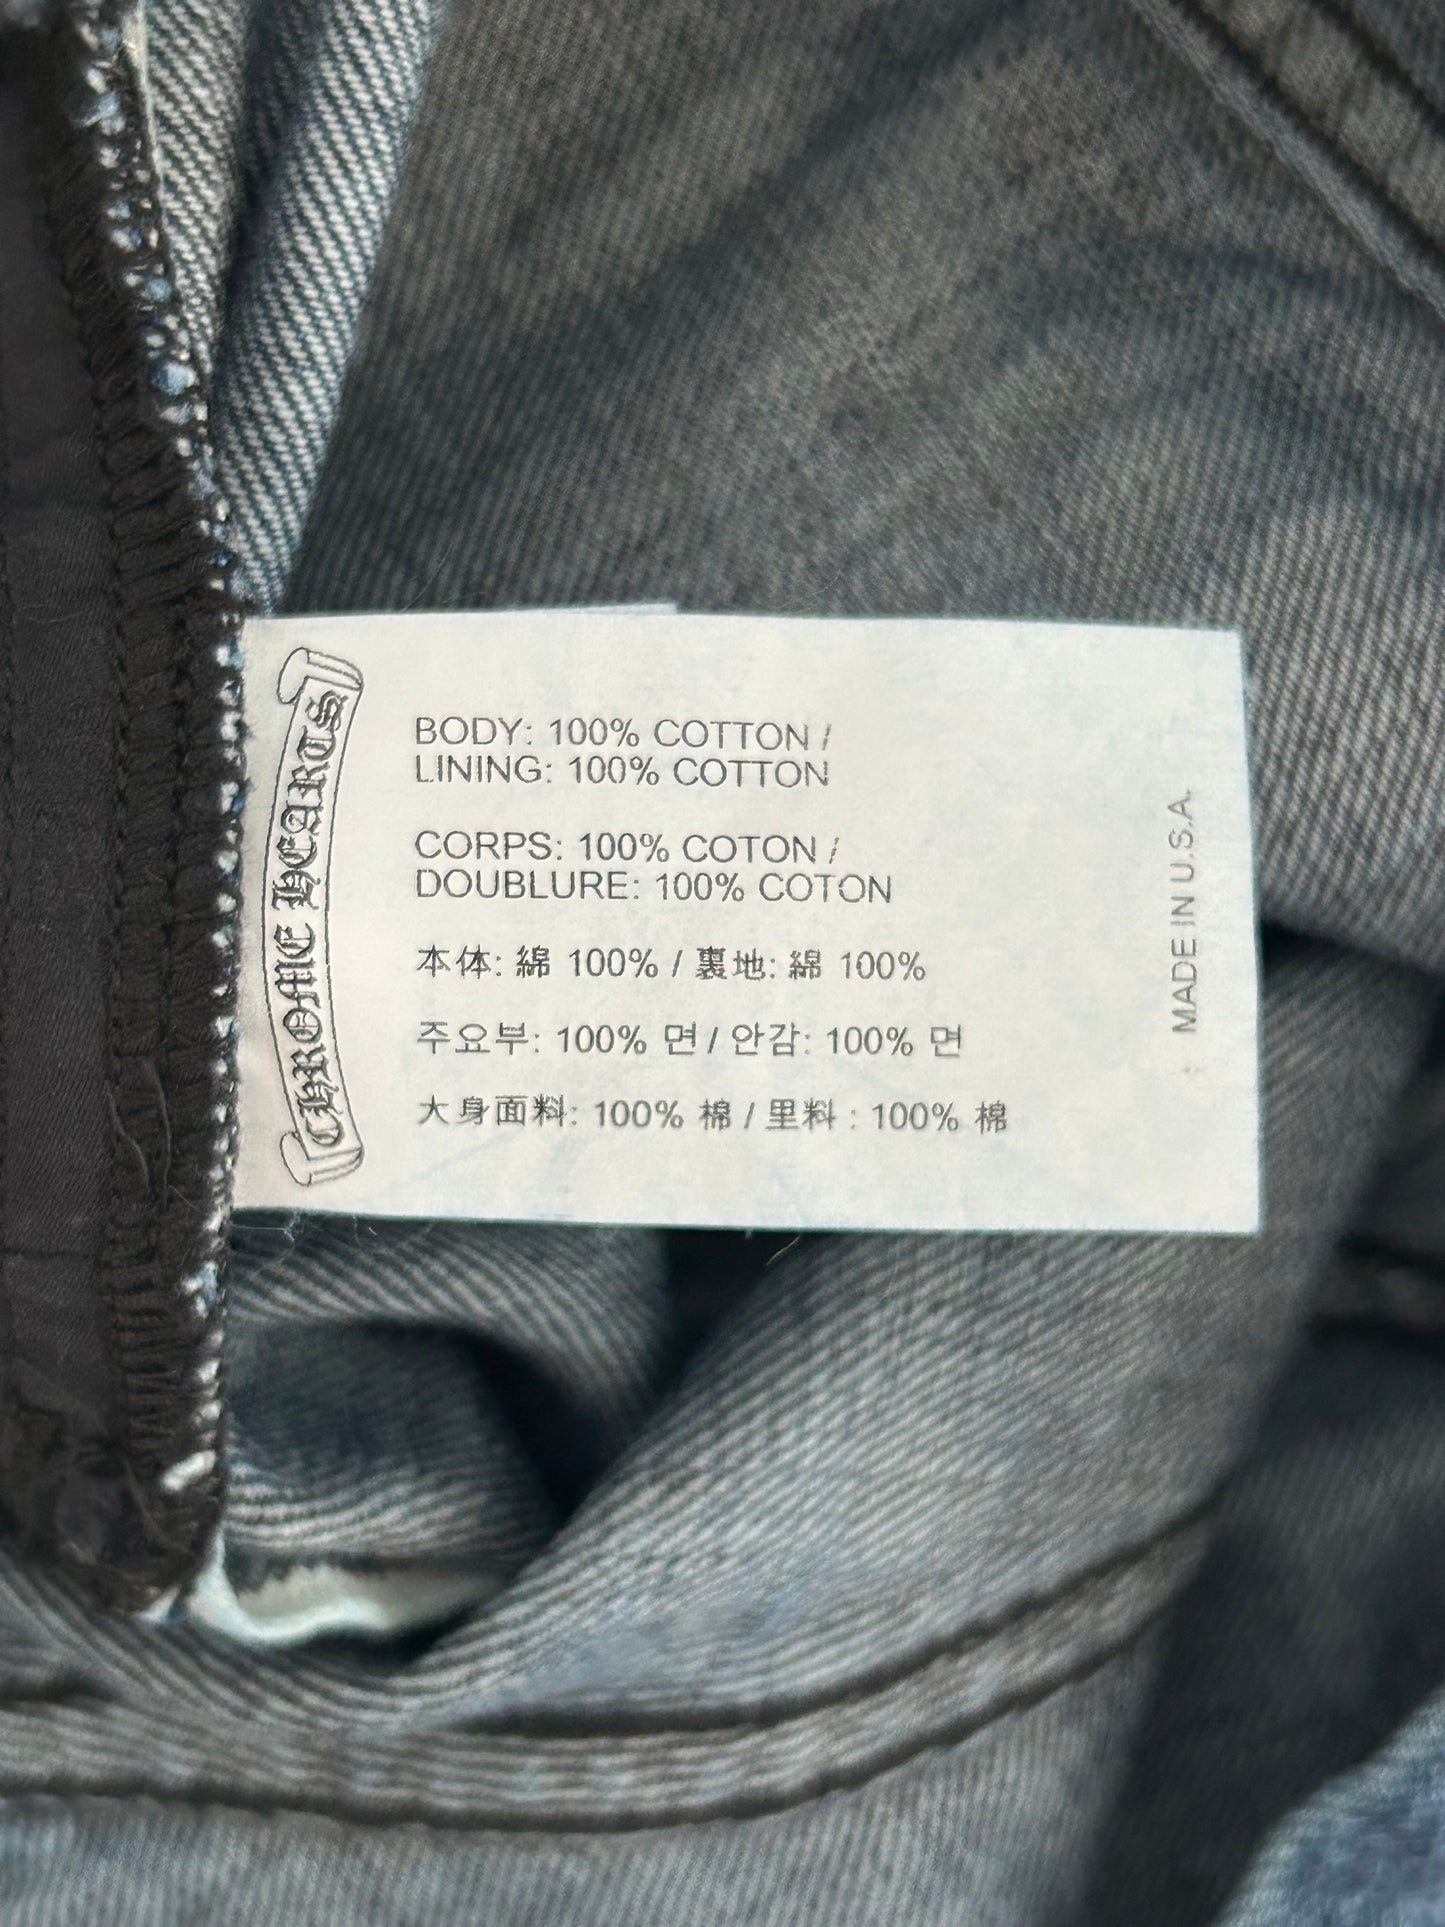 CHROME HEARTS
BODY: 100% COTTON /
LINING: 100% COTTON
CORPS: 100% COTON /
DOUBLURE: 100% COTON
本体: 綿 100% / 裏地: 綿 100%
주요부: 100% 면 / 안감: 100% 면
大身面料: 100% 棉 / 里料 : 100% 棉
MADE IN U.S.A.